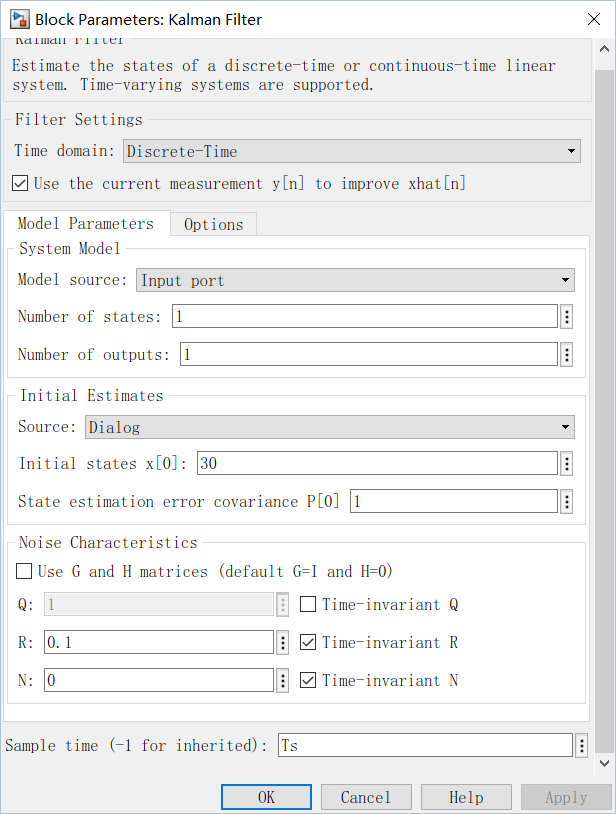 Block Parameters: Kalman Filter
Kalman Filter
Estimate the states of a discrete-time or continuous-time linear
system. Time-varying systems are supported.
Filter Settings
Time domain: Discrete-Time
Use the current measurement y[n] to improve xhat[n]
Model Parameters Options
System Model
Model source: Input port
Number of states: 1
Number of outputs: 1
Initial Estimates
Source: Dialog
Initial states x[0]: 30
State estimation error covariance P[0] 1
Noise Characteristics
Use G and H matrices (default G=I and H=0)
Q: 1 Time-invariant Q
R: 0.1 Time-invariant R
N: 0 Time-invariant N
Sample time (-1 for inherited): Ts
OK Cancel Help Apply